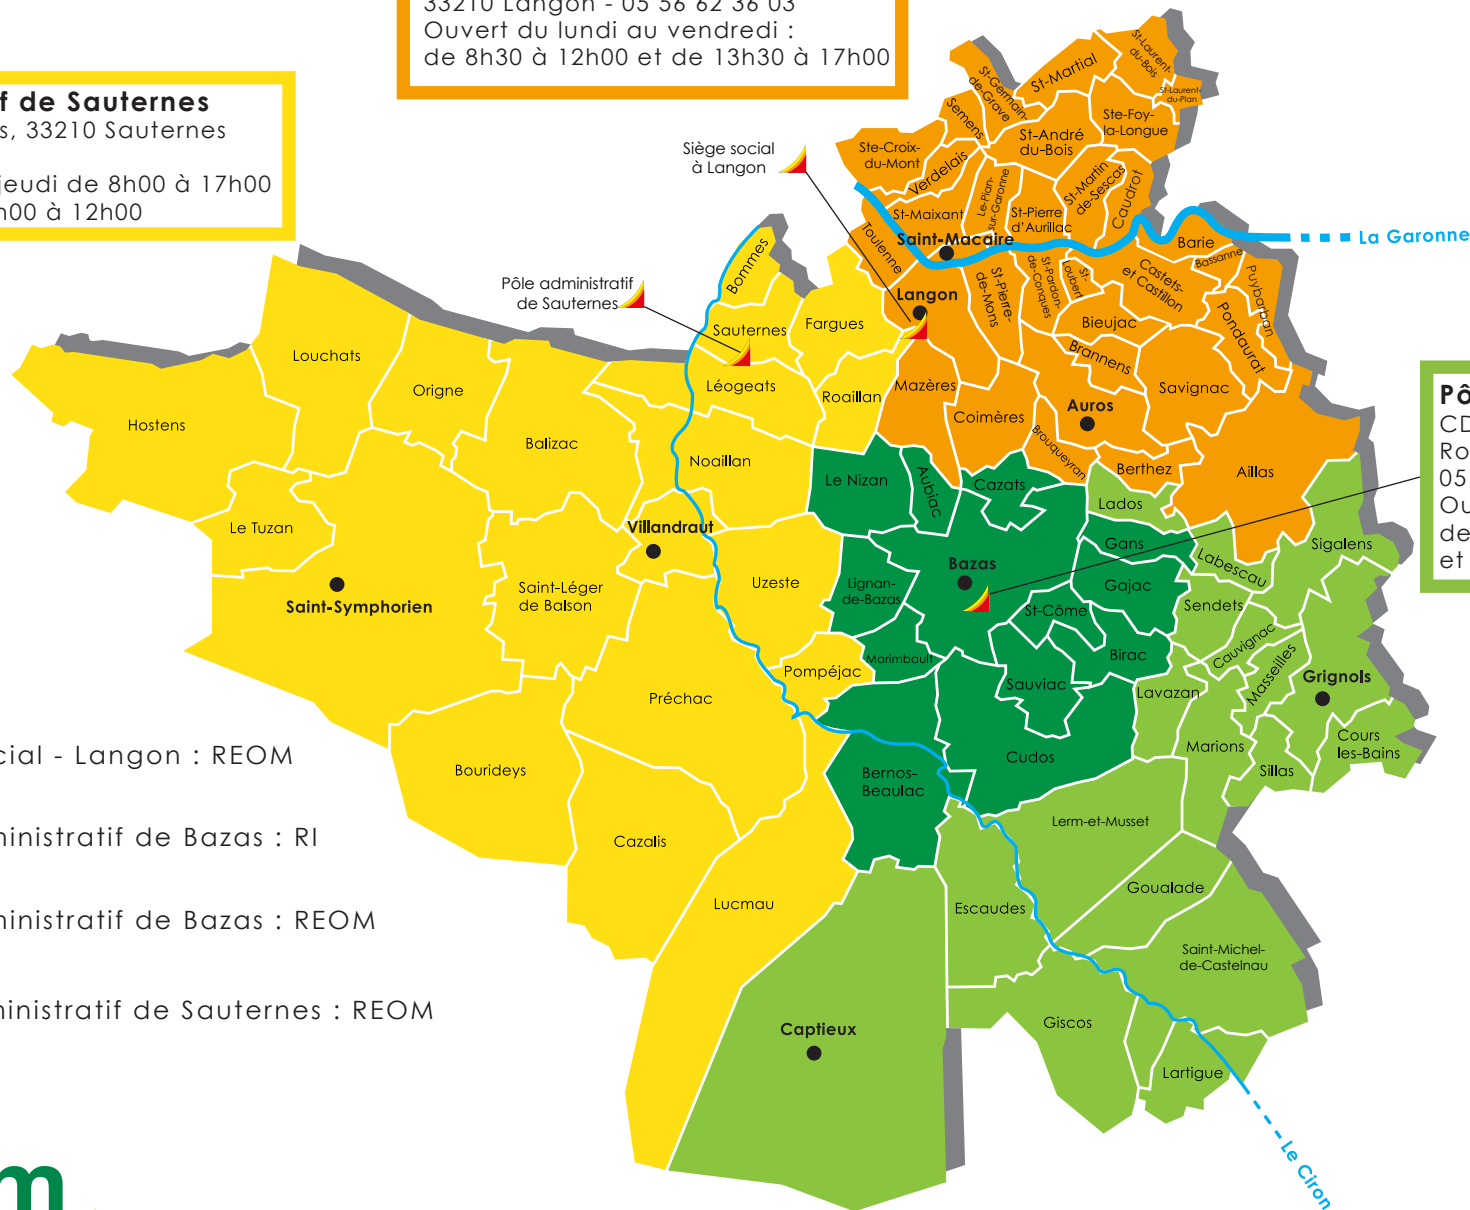 33210 Langon - 05 56 62 36 03
Ouvert du lundi au vendredi :
de 8h30 à 12h00 et de 13h30 à 17h00
f de Sauternes
s, 33210 Sauternes
jeudi de 8h00 à 17h00
h00 à 12h00
Siège social
à Langon
Pôle administratif
de Sauternes
St-Laurent-
du-Bois
St-Laurent-
du-Plan
St-Martial
St-Germain-
de-Grave
Semens
Ste-Foy-
la-Longue
St-André
du-Bois
Ste-Croix-
du-Mont
Verdelais
Le-Pian-
sur-Garonne
St-Martin
de-Sescas
Caudrot
St-Maixant
St-Pierre
d'Aurillac
Toulenne
Saint-Macaire
Barie
La Garonne
Bassanne
Puybarban
Castets-
et-Castillon
St-
Loubert
St-Pardon-
de-Conques
St-Pierre-
de-Mons
Langon
Pondaurat
Bieujac
Brannens
Savignac
Bommes
Sauternes
Fargues
Léogeats
Roaillan
Mazères
Coimères
Auros
Brouqueyran
Berthez
Aillas
Louchats
Origne
Hostens
Balizac
Noaillan
Le Tuzan
Villandraut
Saint-Symphorien
Saint-Léger
de Balson
Uzeste
Pompéjac
Préchac
Bourideys
Cazalis
Lucmau
Le Nizan
Aubiac
Cazats
Lados
Gans
Bazas
Lignan-
de-Bazas
Gajac
St-Côme
Labescau
Sigalens
Sendets
Marimbault
Birac
Sauviac
Cauvignac
Masseilles
Grignols
Lavazan
Marions
Cours
les-Bains
Sillas
Cudos
Bernos-
Beaulac
Lerm-et-Musset
Goualade
Escaudes
Saint-Michel-
de-Castelnau
Captieux
Giscos
Lartigue
Le Ciron
Pô
CD
Ro
05
Ou
de
et
cial - Langon : REOM
ministratif de Bazas : RI
ministratif de Bazas : REOM
ministratif de Sauternes : REOM
m